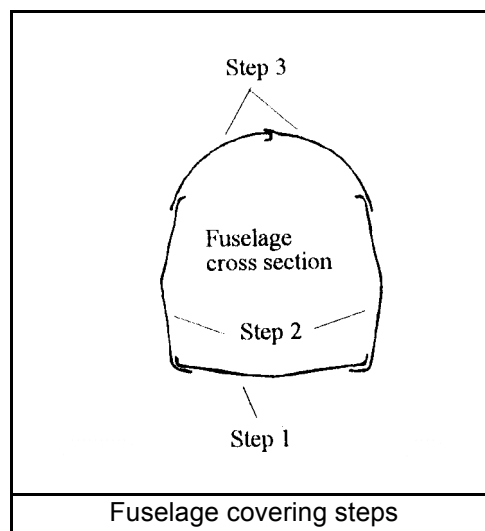 Step 3
Fuselage
cross section
Step 2
Step 1
Fuselage covering steps